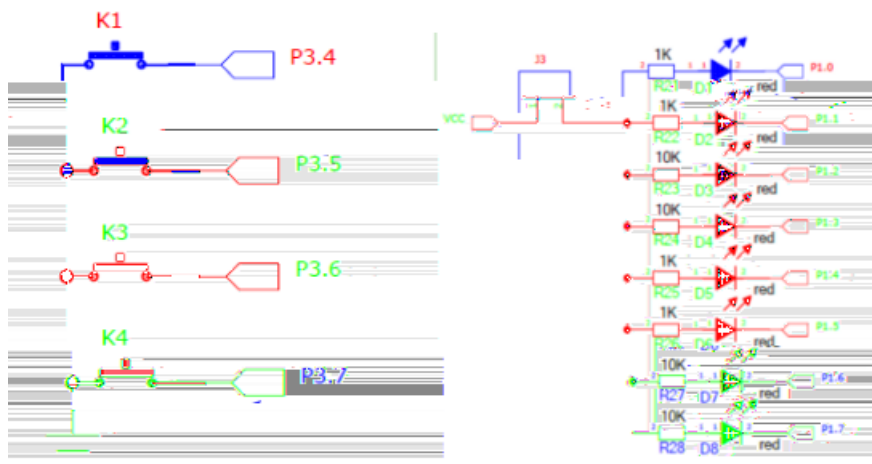 K1
P3.4
K2
P3.5
K3
P3.6
K4
P3.7
J3
VCC
1K
R21 D1 red P1.0
1K
R22 D2 red P1.1
10K
R23 D3 red P1.2
10K
R24 D4 red P1.3
1K
R25 D5 red P1.4
1K
R26 D6 red P1.5
10K
R27 D7 red P1.6
10K
R28 D8 red P1.7